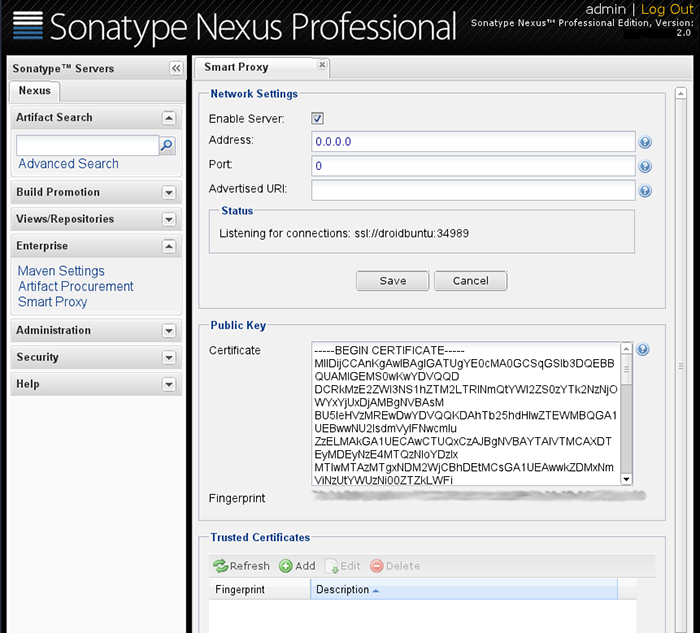 Sonatype Nexus Professional
admin | Log Out
Sonatype Nexus™ Professional Edition, Version:
2.0
Sonatype™ Servers
Nexus
Artifact Search
Advanced Search
Build Promotion
Views/Repositories
Enterprise
Maven Settings
Artifact Procurement
Smart Proxy
Administration
Security
Help
Smart Proxy
Network Settings
Enable Server:
Address: 0.0.0.0
Port: 0
Advertised URI:
Status
Listening for connections: ssl://droidbuntu:34989
Save Cancel
Public Key
Certificate
-----BEGIN CERTIFICATE-----
MIIDijCCAnKgAwIBAgIGATUgYE0cMA0GCSqGSIb3DQEBB
QUAMIGEMS0wKwYDVQQD
DCRkMzE2ZWI3NS1hZTM2LTRlNmQtYWI2ZS0zYTk2NzNjO
WYxYjUxDjAMBgNVBAsM
BU5leHVzMREwDwYDVQQKDAhTb25hdHlwZTEWMBQGA1
UEBwwNU2lsdmVyIFNwcmlu
ZzELMAkGA1UECAwCTUQxCzAJBgNVBAYTAlVTMCAXDT
EyMDEyNzE4MTQzNloYDzIx
MTIwMTAzMTgxNDM2WjCBhDEtMCsGA1UEAwwkZDMxNm
ViNzUtYWUzNi00ZTZkLWFi
Fingerprint
Trusted Certificates
Refresh Add Edit Delete
Fingerprint Description